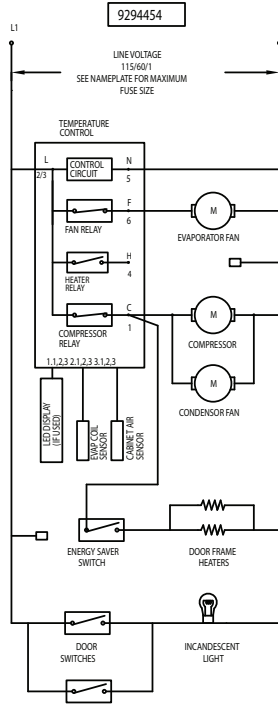 9294454
L1
LINE VOLTAGE
115/60/1
SEE NAMEPLATE FOR MAXIMUM
FUSE SIZE
TEMPERATURE
CONTROL
L
2/3
CONTROL
CIRCUIT
N
5
FAN RELAY
F
6
M
EVAPORATOR FAN
HEATER
RELAY
H
4
COMPRESSOR
RELAY
C
1
M
COMPRESSOR
M
CONDENSOR FAN
1.1,2,3 2.1,2,3 3.1,2,3
LED DISPLAY
(IF USED)
EVAP COIL
SENSOR
CABINET AIR
SENSOR
ENERGY SAVER
SWITCH
DOOR FRAME
HEATERS
DOOR
SWITCHES
INCANDESCENT
LIGHT